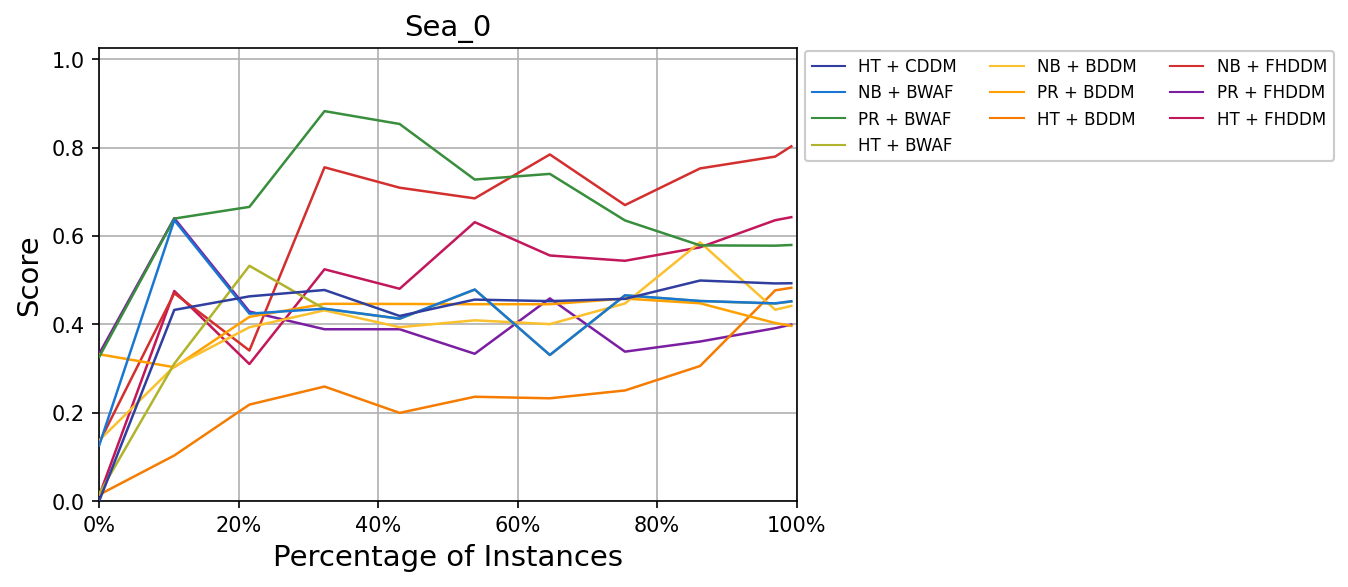 Sea_0
1.0
0.8
0.6
0.4
0.2
0.0
Score
0% 20% 40% 60% 80% 100%
Percentage of Instances
HT + CDDM
NB + BWAF
PR + BWAF
HT + BWAF
NB + BDDM
PR + BDDM
HT + BDDM
NB + FHDDM
PR + FHDDM
HT + FHDDM